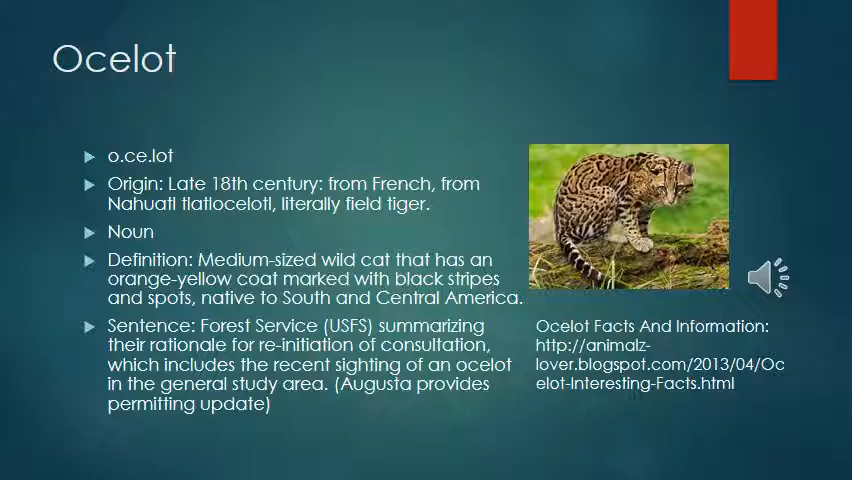 Ocelot
o.ce.lot
Origin: Late 18th century: from French, from
Nahuatl tlatlocelotl, literally field tiger.
Noun
Definition: Medium-sized wild cat that has an
orange-yellow coat marked with black stripes
and spots, native to South and Central America.
Sentence: Forest Service (USFS) summarizing
their rationale for re-initiation of consultation,
which includes the recent sighting of an ocelot
in the general study area. (Augusta provides
permitting update)
Ocelot Facts And Information:
http://animalz-
lover.blogspot.com/2013/04/Oc
elot-Interesting-Facts.html